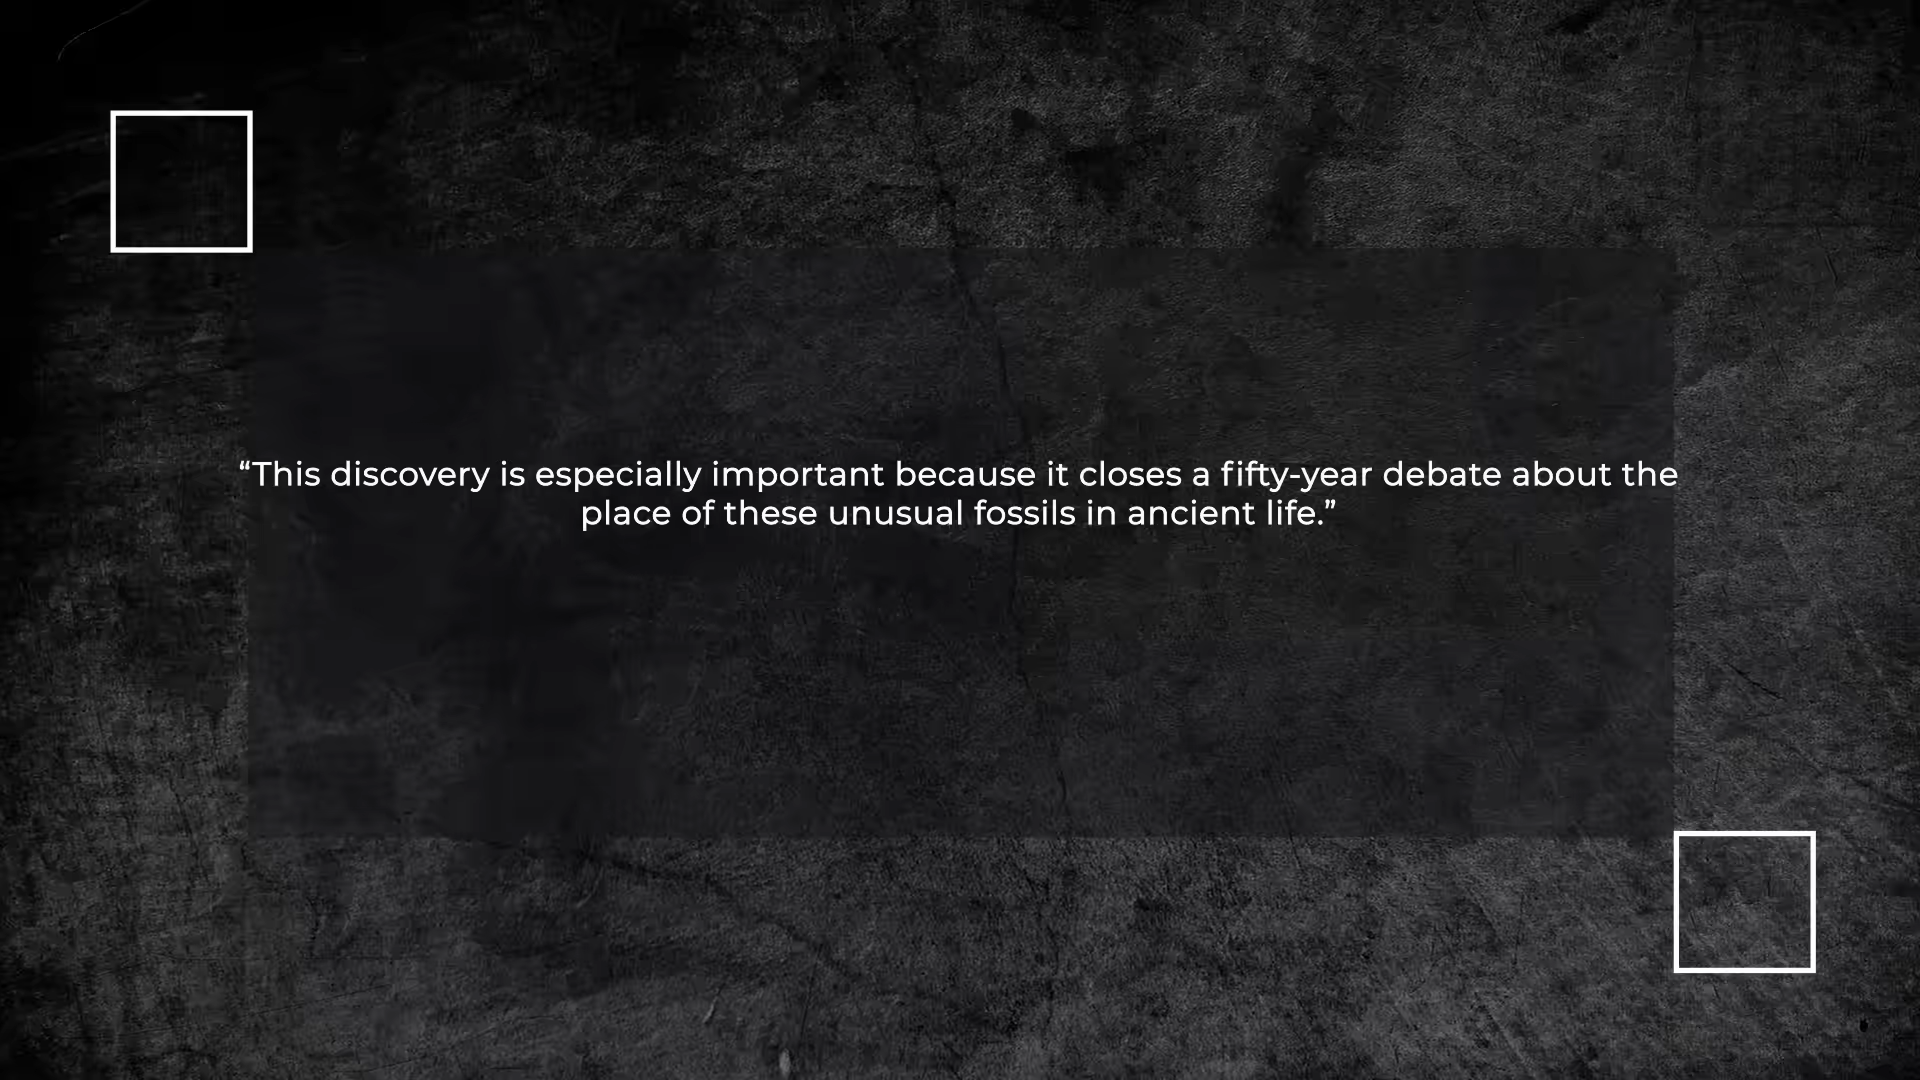 “This discovery is especially important because it closes a fifty-year debate about the
place of these unusual fossils in ancient life.”